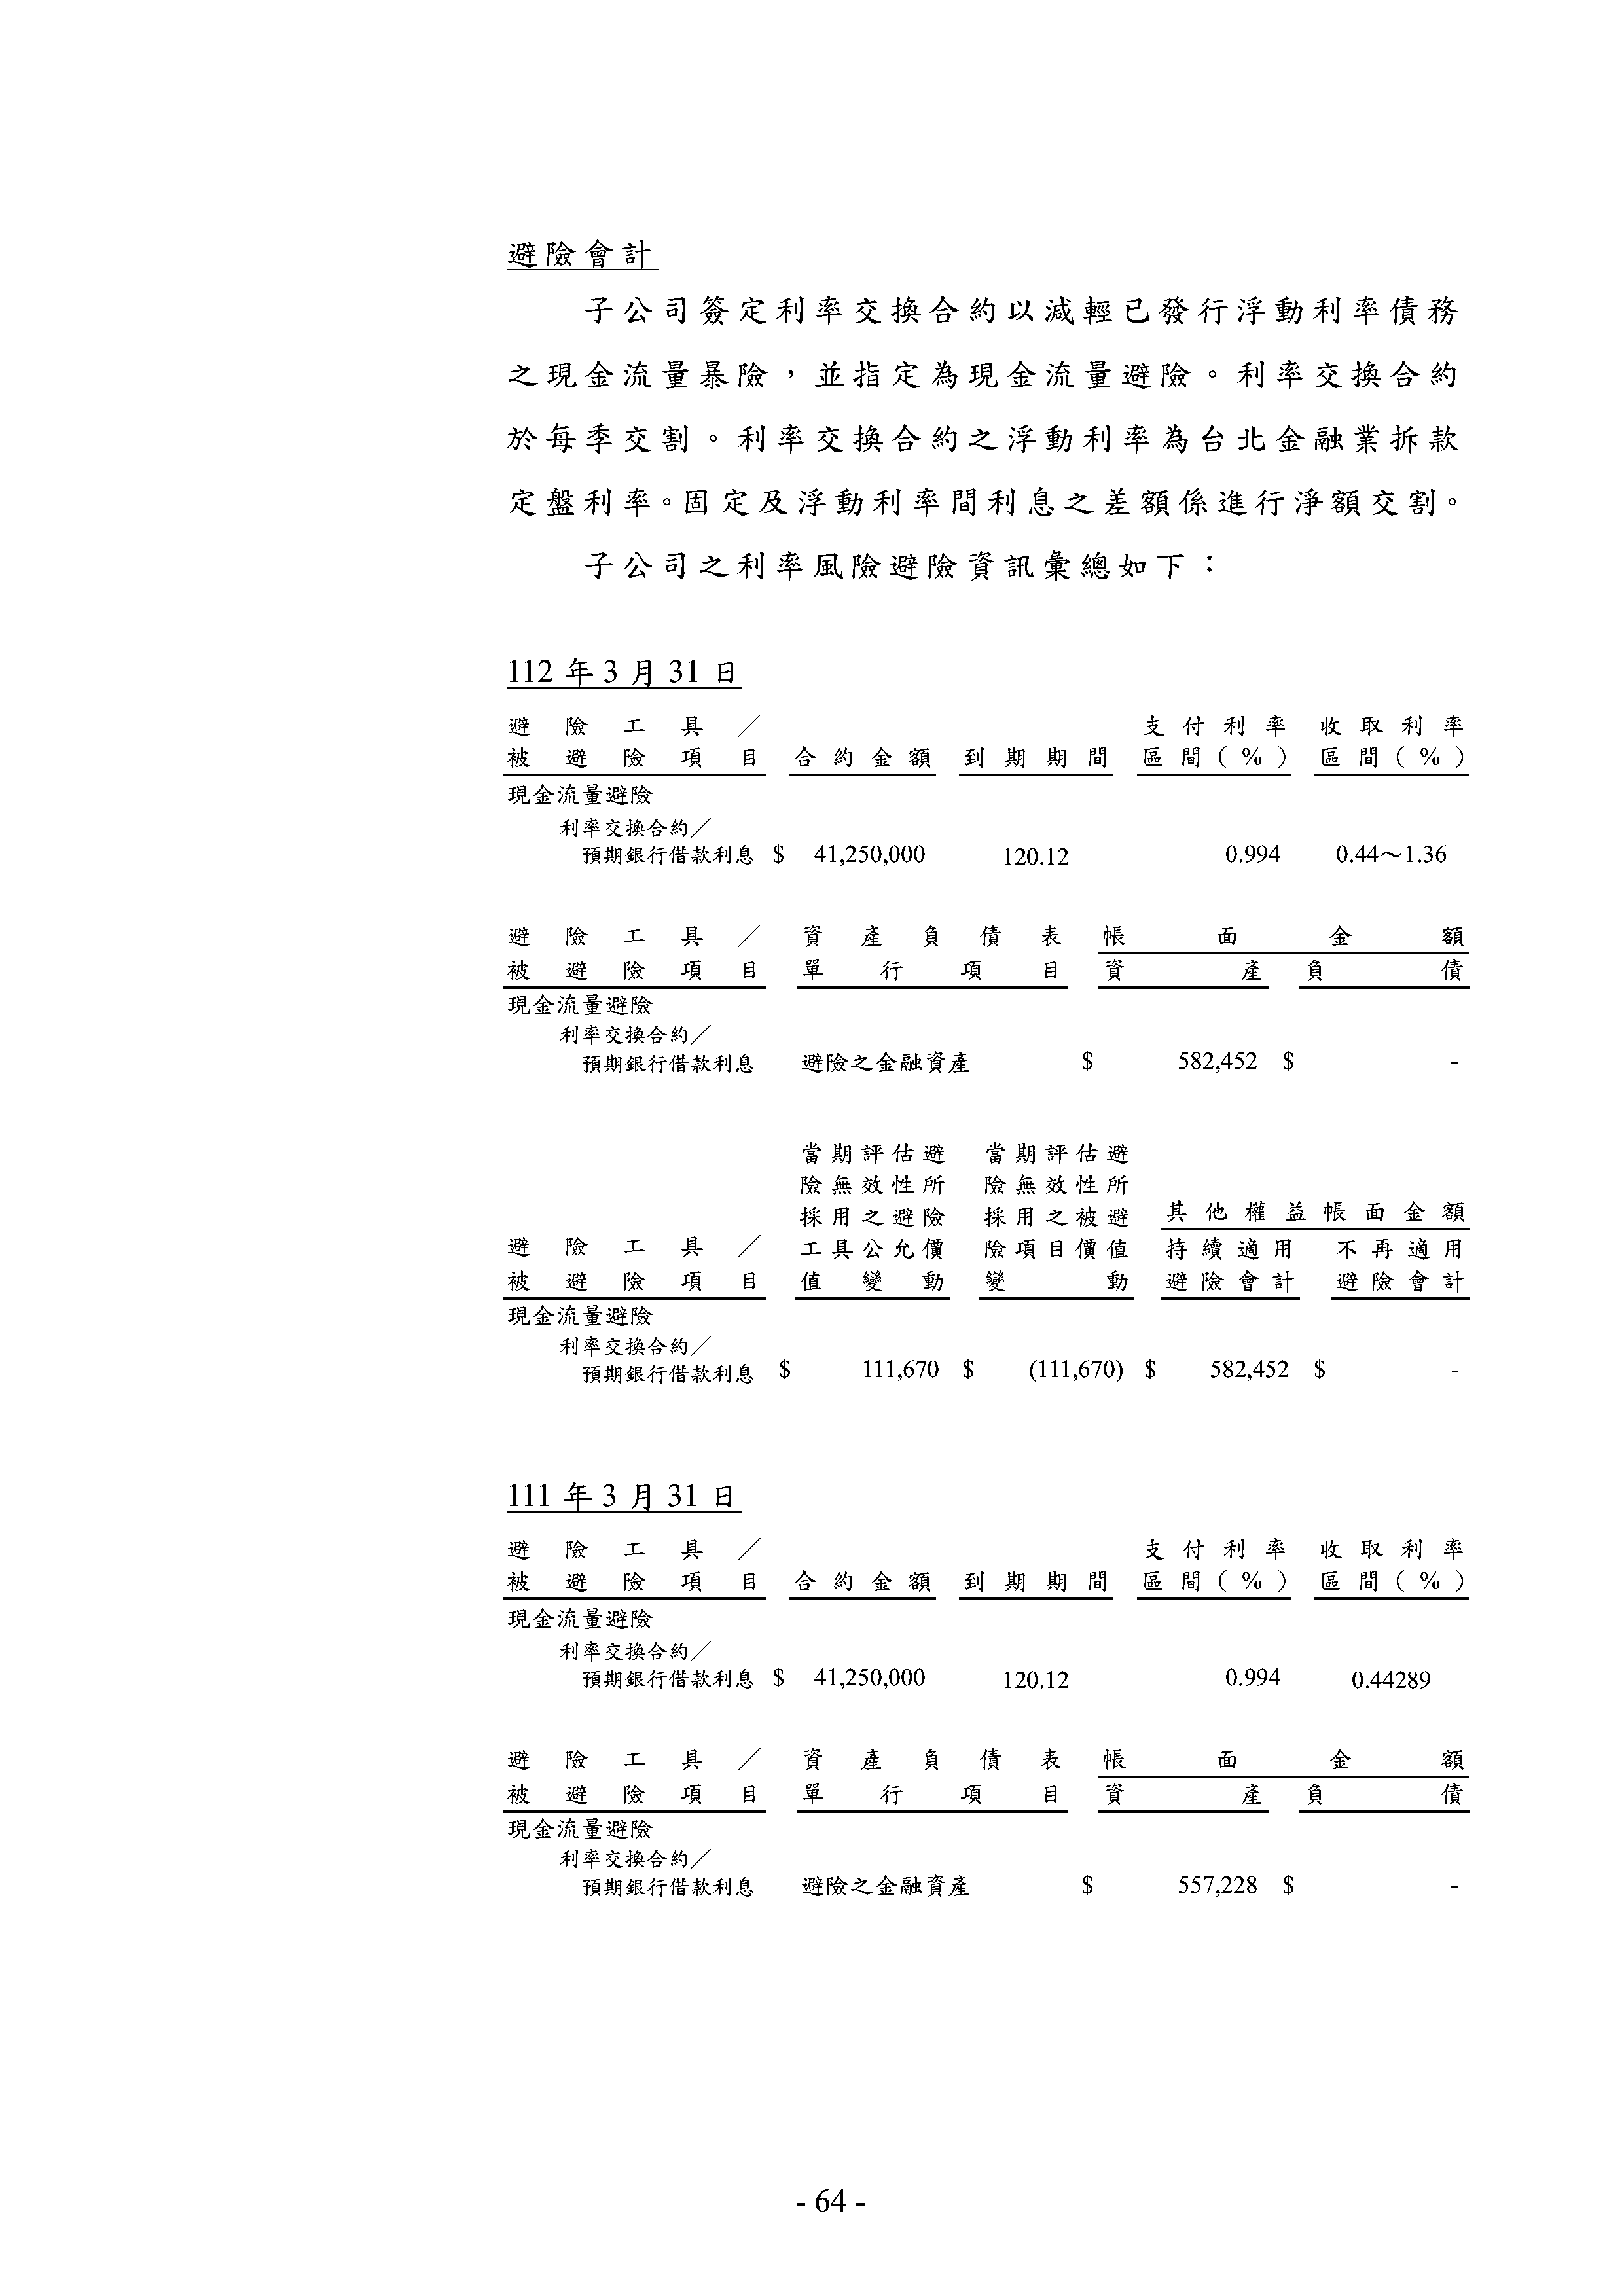 避險會計
子公司簽定利率交換合約以減輕已發行浮動利率債務
之現金流量暴險，並指定為現金流量避險。利率交換合約
於每季交割。利率交換合約之浮動利率為台北金融業拆款
定盤利率。固定及浮動利率間利息之差額係進行淨額交割。
子公司之利率風險避險資訊彙總如下：
112 年 3 月 31 日
避險工具／ 支付利率 收取利率
被避險項目 合約金額 到期期間 區間(%) 區間(%)
現金流量避險
利率交換合約／
預期銀行借款利息 $ 41,250,000 120.12 0.994 0.44～1.36
避險工具／ 資產負債表 帳面金額
被避險項目 單行項目 資產 負債
現金流量避險
利率交換合約／
預期銀行借款利息 避險之金融資產 $ 582,452 $ -
當期評估避 當期評估避
險無效性所 險無效性所
採用之避險 採用之被避 其他權益帳面金額
避險工具／ 工具公允價 險項目價值 持續適用 不再適用
被避險項目 值變動 變動 避險會計 避險會計
現金流量避險
利率交換合約／
預期銀行借款利息 $ 111,670 $ (111,670) $ 582,452 $ -
111 年 3 月 31 日
避險工具／ 支付利率 收取利率
被避險項目 合約金額 到期期間 區間(%) 區間(%)
現金流量避險
利率交換合約／
預期銀行借款利息 $ 41,250,000 120.12 0.994 0.44289
避險工具／ 資產負債表 帳面金額
被避險項目 單行項目 資產 負債
現金流量避險
利率交換合約／
預期銀行借款利息 避險之金融資產 $ 557,228 $ -
- 64 -